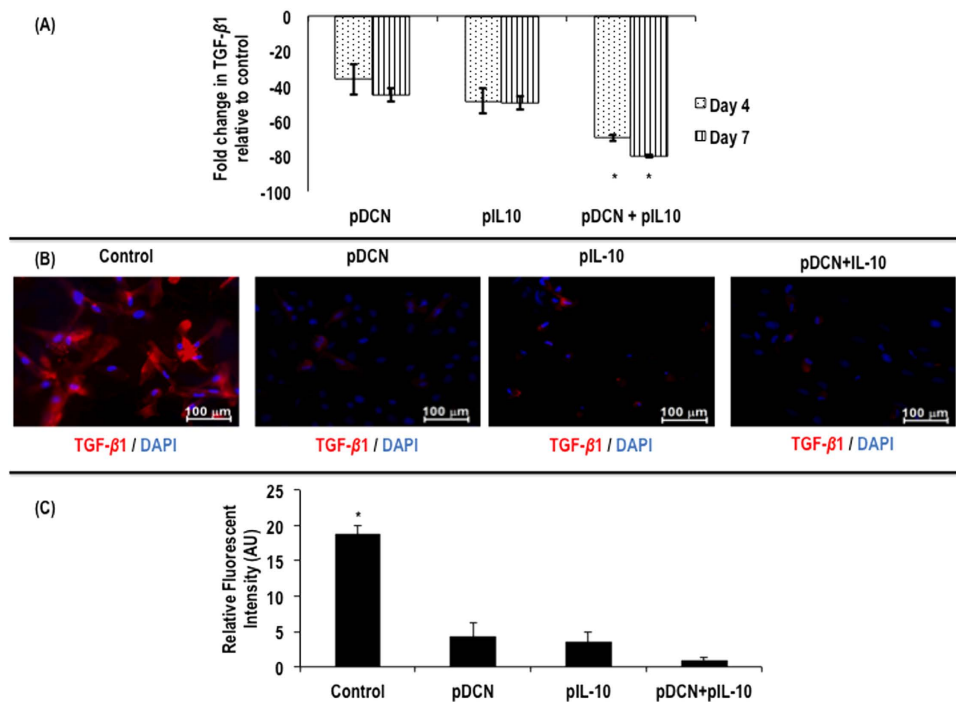 (A)
Fold change in TGF-β1
relative to control
0
-20
-40
-60
-80
-100
* *
pDCN pIL10 pDCN + pIL10
Day 4
Day 7
(B)
Control pDCN pIL-10 pDCN+IL-10
100 μm 100 μm 100 μm 100 μm
TGF-β1 / DAPI TGF-β1 / DAPI TGF-β1 / DAPI TGF-β1 / DAPI
(C)
Relative Fluorescent
Intensity (AU)
25
20
15
10
5
0
*
Control pDCN pIL-10 pDCN+pIL-10